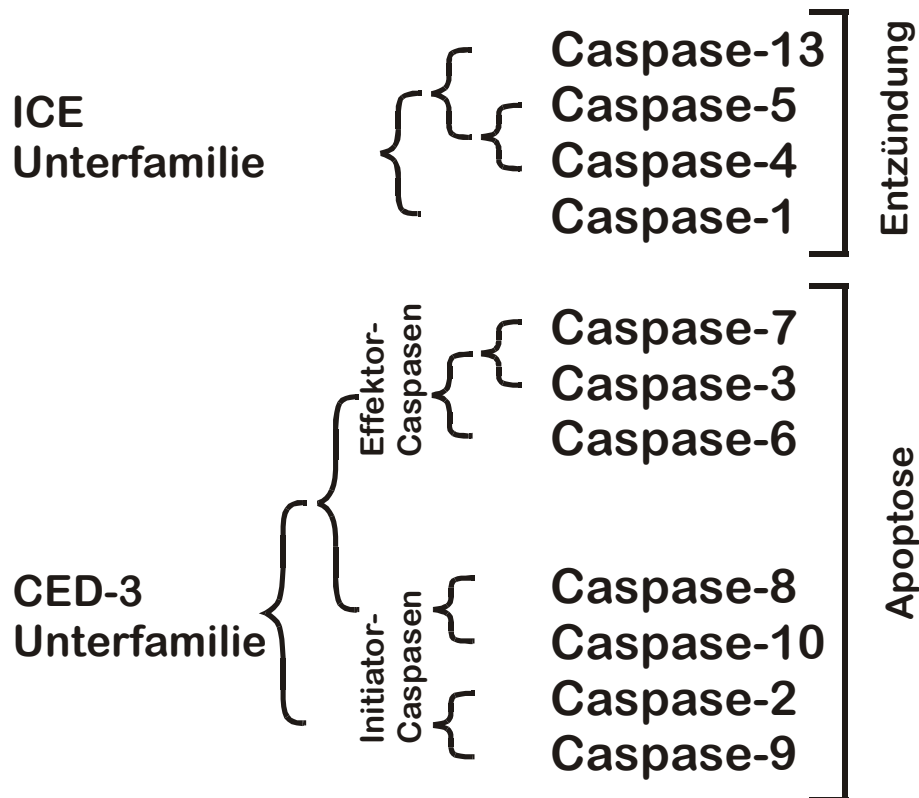 ICE
Unterfamilie
Caspase-13
Caspase-5
Caspase-4
Caspase-1
Entzündung
CED-3
Unterfamilie
Effektor-
Caspasen
Caspase-7
Caspase-3
Caspase-6
Initiator-
Caspasen
Caspase-8
Caspase-10
Caspase-2
Caspase-9
Apoptose